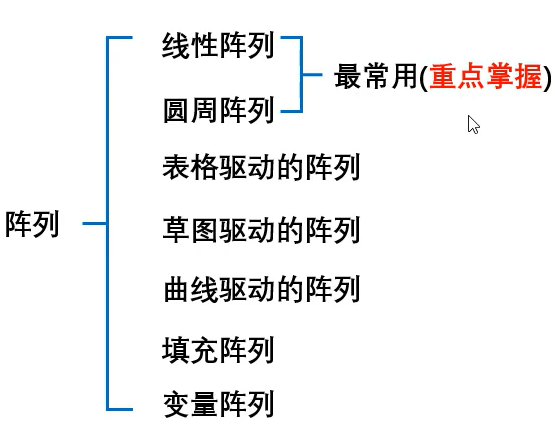 线性阵列
最常用(重点掌握)
圆周阵列
表格驱动的阵列
阵列
草图驱动的阵列
曲线驱动的阵列
填充阵列
变量阵列